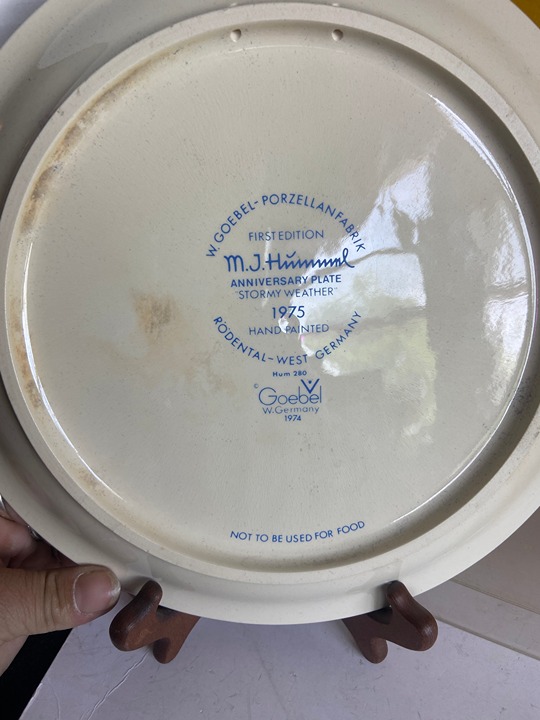 W. GOEBEL-PORZELLANFABRIK
FIRST EDITION
M.J. Hummel
ANNIVERSARY PLATE
"STORMY WEATHER"
1975
HAND PAINTED
RÖDENTAL-WEST GERMANY
Hum 280
© Goebel
W.Germany
1974
NOT TO BE USED FOR FOOD